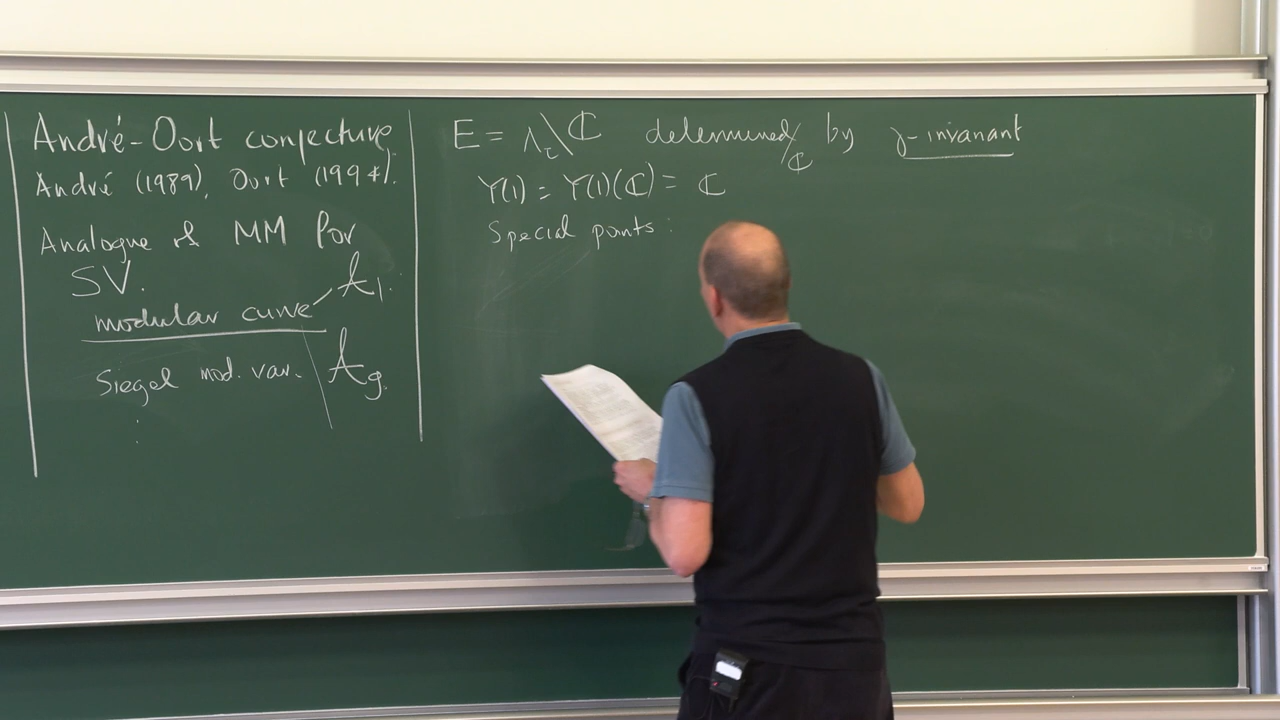 André-Oort conjecture.
André (1989), Oort (1994).
Analogue of MM for
SV.
modular curve 𝒜₁.
Siegel mod. var. 𝒜g.
E = Λτ\ℂ determined/ℂ by j-invariant
Y(1) = Y(1)(ℂ) = ℂ
Special points: